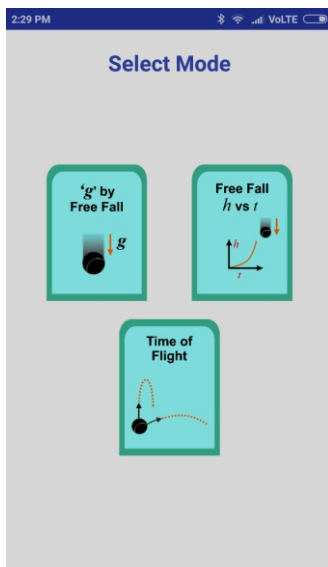 2:29 PM VoLTE
Select Mode
‘g’ by
Free Fall
g
Free Fall
h vs t
h
t
Time of
Flight